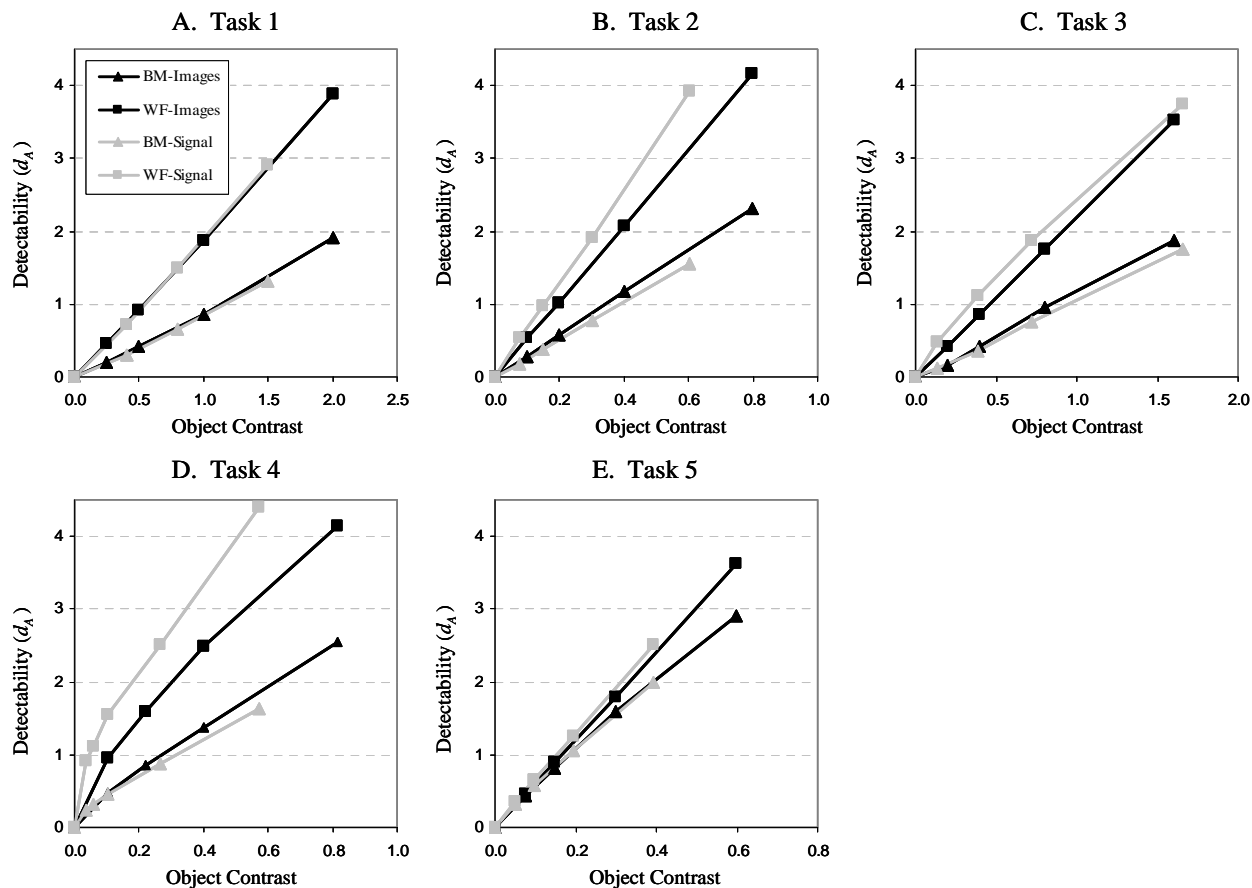 A. Task 1
Detectability (dA)
4
3
2
1
0
BM-Images
WF-Images
BM-Signal
WF-Signal
0.0 0.5 1.0 1.5 2.0 2.5
Object Contrast
B. Task 2
Detectability (dA)
4
3
2
1
0
0.0 0.2 0.4 0.6 0.8 1.0
Object Contrast
C. Task 3
Detectability (dA)
4
3
2
1
0
0.0 0.5 1.0 1.5 2.0
Object Contrast
D. Task 4
Detectability (dA)
4
3
2
1
0
0.0 0.2 0.4 0.6 0.8 1.0
Object Contrast
E. Task 5
Detectability (dA)
4
3
2
1
0
0.0 0.2 0.4 0.6 0.8
Object Contrast